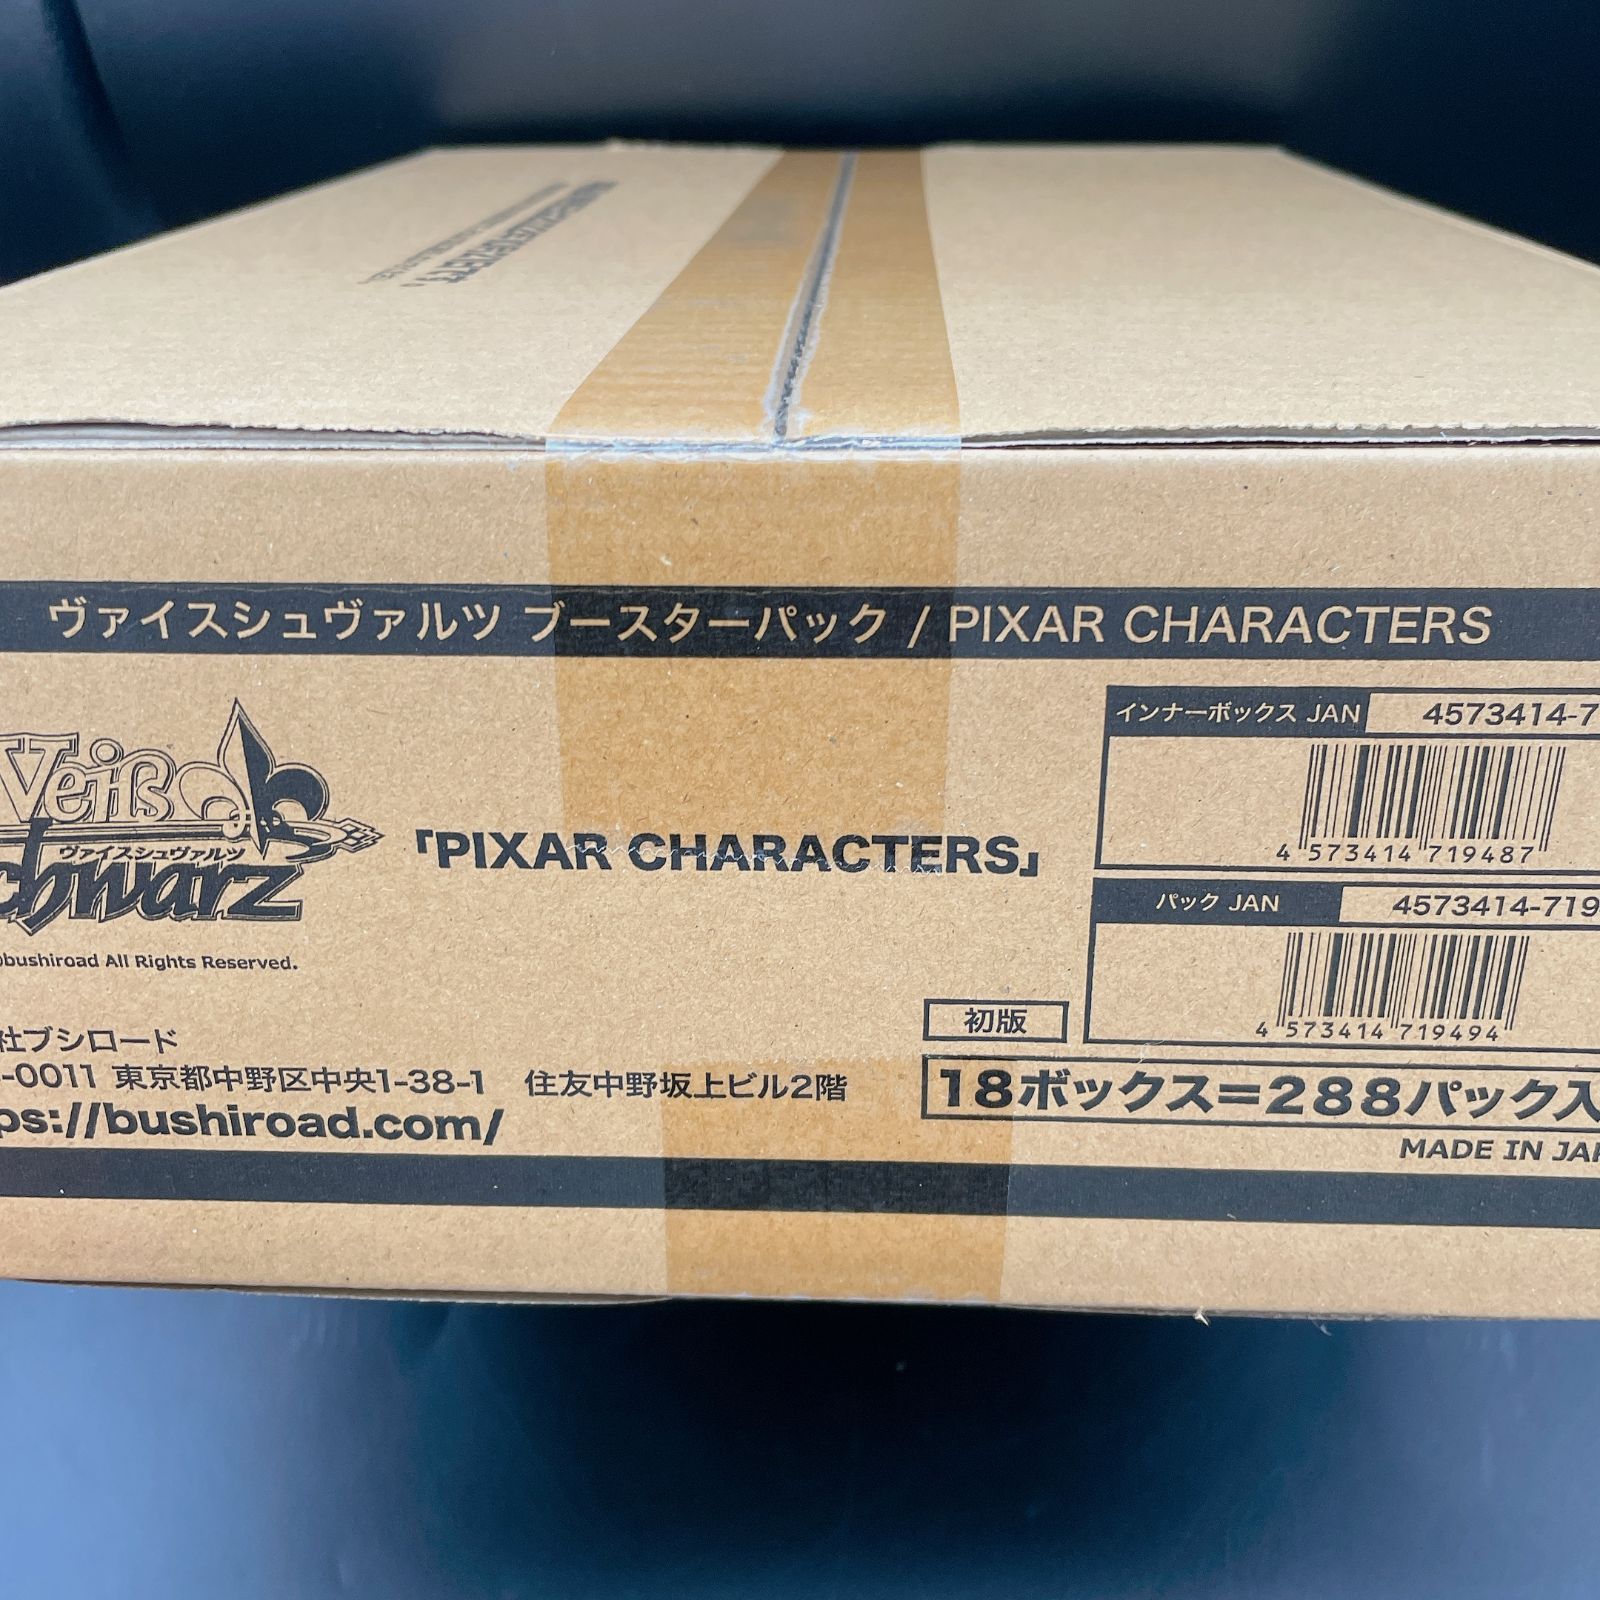 ヴァイスシュヴァルツ ブースターパック / PIXAR CHARACTERS
Weiß
ヴァイスシュヴァルツ
Schwarz
「PIXAR CHARACTERS」
bushiroad All Rights Reserved.
インナーボックス JAN 4573414-7
4 573414 719487
パック JAN 4573414-719
4 573414 719494
初版
社ブシロード
-0011 東京都中野区中央1-38-1 住友中野坂上ビル2階
ps://bushiroad.com/
18ボックス=288パック入
MADE IN JAP